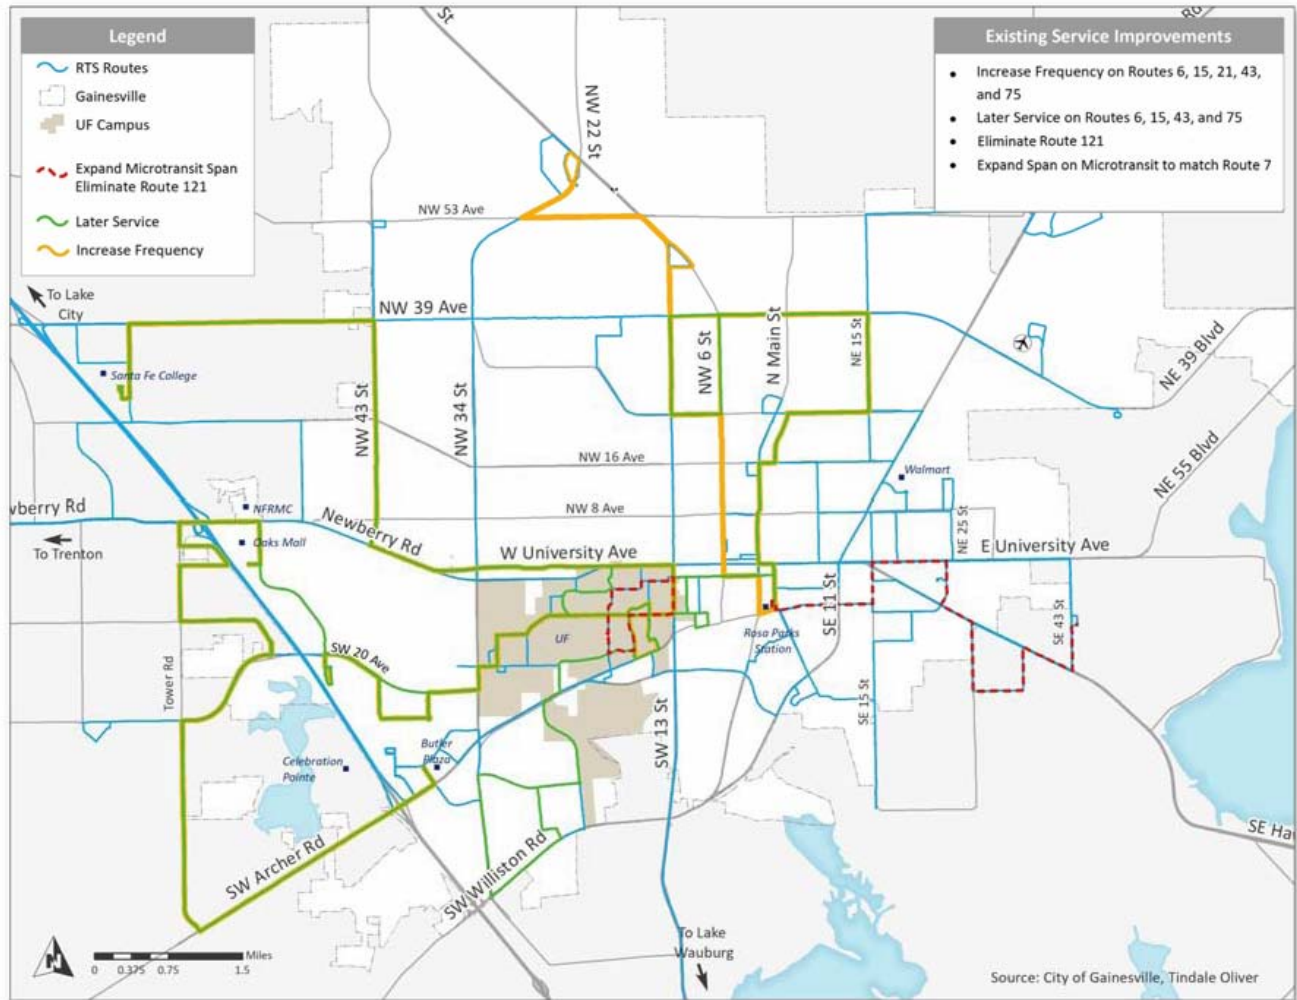 Legend
RTS Routes
Gainesville
UF Campus
Expand Microtransit Span
Eliminate Route 121
Later Service
Increase Frequency
Existing Service Improvements
• Increase Frequency on Routes 6, 15, 21, 43,
and 75
• Later Service on Routes 6, 15, 43, and 75
• Eliminate Route 121
• Expand Span on Microtransit to match Route 7
St
NW 22 St
NW 53 Ave
To Lake
City
NW 39 Ave
Santa Fe College
NW 43 St
NW 34 St
NW 6 St
N Main St
NE 15 St
NE 39 Blvd
NE 55 Blvd
NW 16 Ave
Walmart
NW 8 Ave
NE 25 St
vberry Rd
To Trenton
NFRMC
Oaks Mall
Newberry Rd
W University Ave
E University Ave
SE 11 St
SE 43 St
UF
Rosa Parks
Station
SW 20 Ave
Tower Rd
SE 15 St
SW 13 St
Butler
Plaza
Celebration
Pointe
SW Archer Rd
SW Williston Rd
SE Ha
To Lake
Wauburg
Miles
0 0.375 0.75 1.5
Source: City of Gainesville, Tindale Oliver